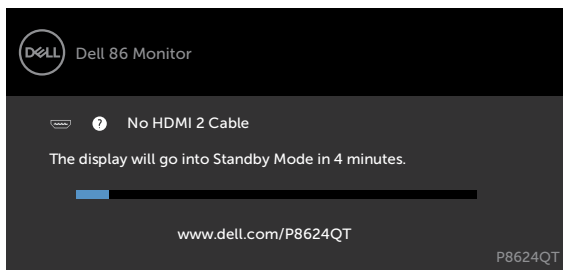 DELL
Dell 86 Monitor
? No HDMI 2 Cable
The display will go into Standby Mode in 4 minutes.
www.dell.com/P8624QT
P8624QT